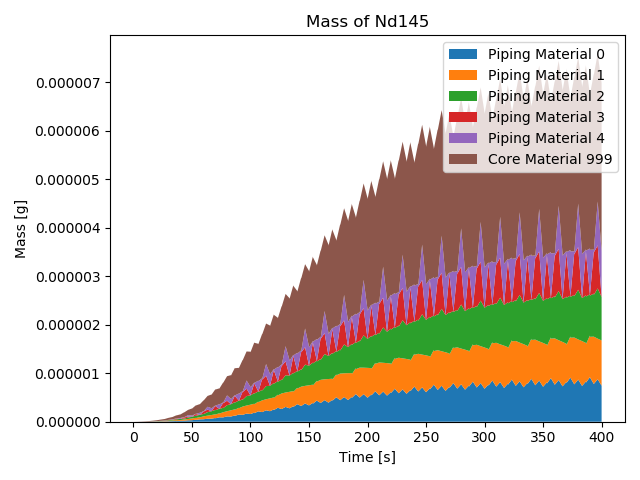 Mass of Nd145
Mass [g]
0.000007
0.000006
0.000005
0.000004
0.000003
0.000002
0.000001
0.000000
Piping Material 0
Piping Material 1
Piping Material 2
Piping Material 3
Piping Material 4
Core Material 999
0 50 100 150 200 250 300 350 400
Time [s]